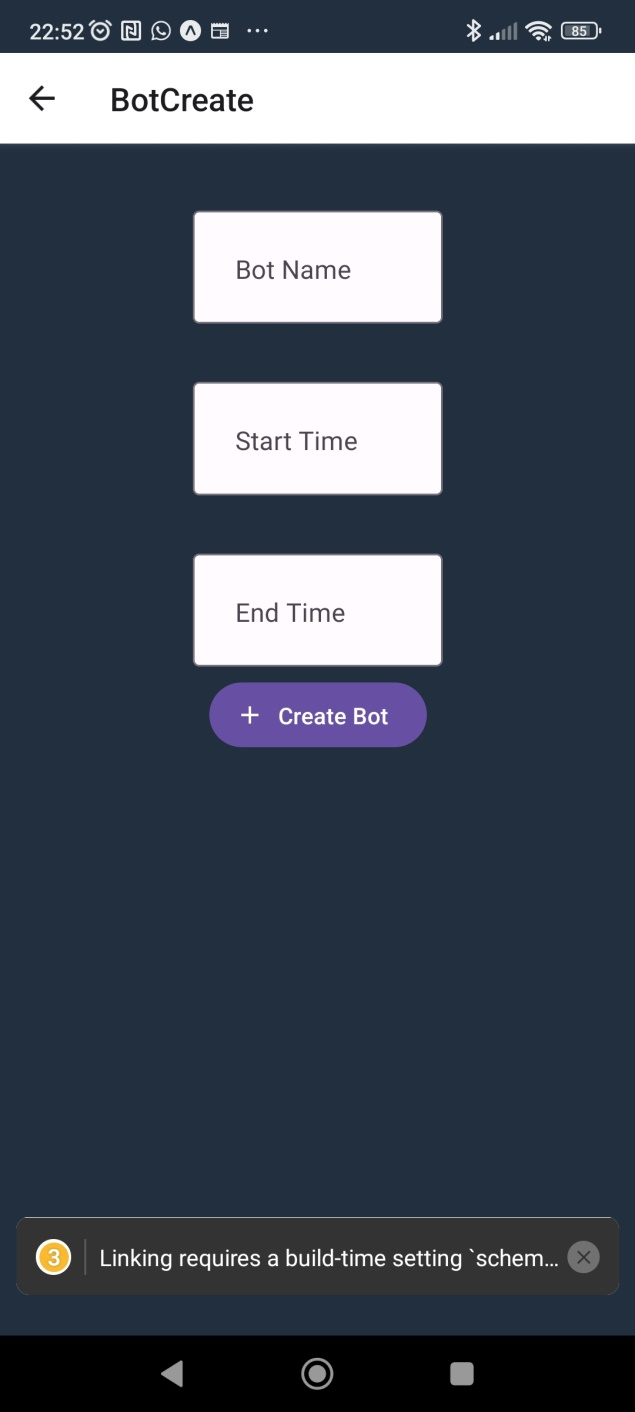 22:52 ... 85
BotCreate
Bot Name
Start Time
End Time
+ Create Bot
3 Linking requires a build-time setting `schem...